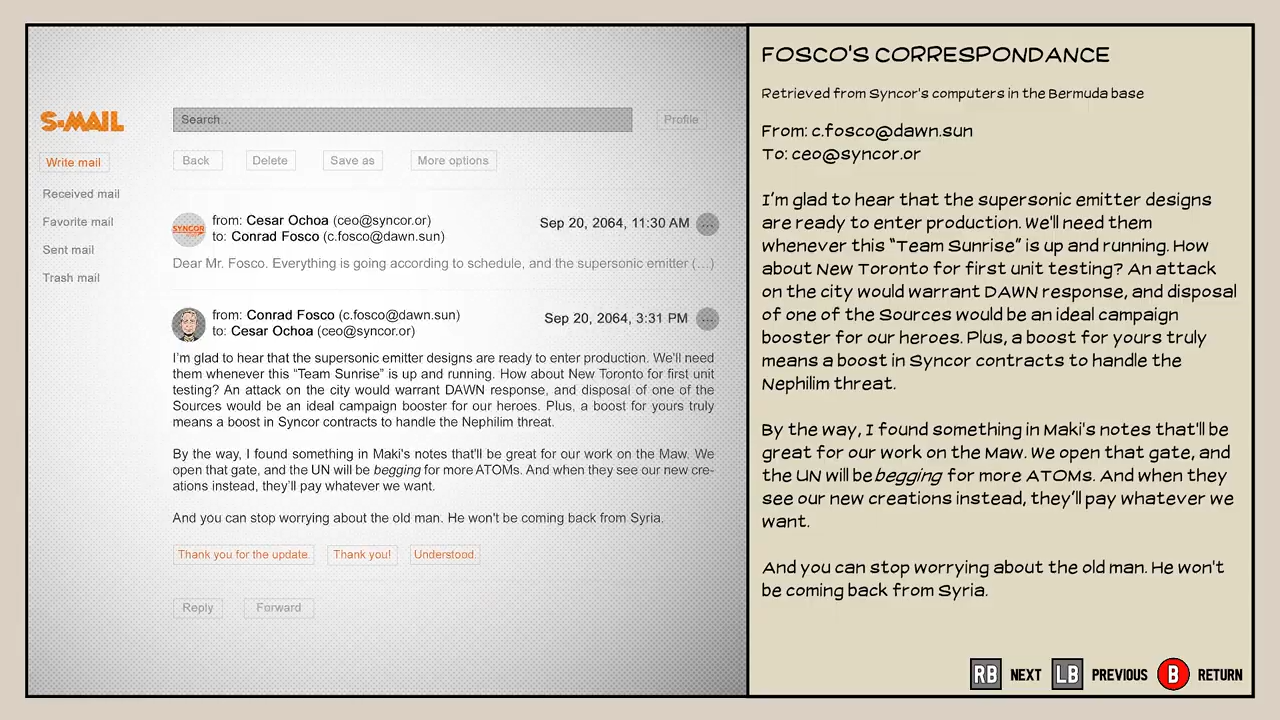 S-MAIL
Search...
Profile
Write mail
Back
Delete
Save as
More options
Received mail
Favorite mail
Sent mail
Trash mail
SYNCOR
from: Cesar Ochoa (ceo@syncor.or)
to: Conrad Fosco (c.fosco@dawn.sun)
Sep 20, 2064, 11:30 AM
...
Dear Mr. Fosco. Everything is going according to schedule, and the supersonic emitter (...)
from: Conrad Fosco (c.fosco@dawn.sun)
to: Cesar Ochoa (ceo@syncor.or)
Sep 20, 2064, 3:31 PM
...
I'm glad to hear that the supersonic emitter designs are ready to enter production. We'll need
them whenever this "Team Sunrise" is up and running. How about New Toronto for first unit
testing? An attack on the city would warrant DAWN response, and disposal of one of the
Sources would be an ideal campaign booster for our heroes. Plus, a boost for yours truly
means a boost in Syncor contracts to handle the Nephilim threat.
By the way, I found something in Maki's notes that'll be great for our work on the Maw. We
open that gate, and the UN will be begging for more ATOMs. And when they see our new cre-
ations instead, they'll pay whatever we want.
And you can stop worrying about the old man. He won't be coming back from Syria.
Thank you for the update.
Thank you!
Understood.
Reply
Forward
FOSCO'S CORRESPONDANCE
Retrieved from Syncor's computers in the Bermuda base
From: c.fosco@dawn.sun
To: ceo@syncor.or
I'm glad to hear that the supersonic emitter designs
are ready to enter production. We'll need them
whenever this "Team Sunrise" is up and running. How
about New Toronto for first unit testing? An attack
on the city would warrant DAWN response, and disposal
of one of the Sources would be an ideal campaign
booster for our heroes. Plus, a boost for yours truly
means a boost in Syncor contracts to handle the
Nephilim threat.
By the way, I found something in Maki's notes that'll be
great for our work on the Maw. We open that gate, and
the UN will be begging for more ATOMs. And when they
see our new creations instead, they'll pay whatever we
want.
And you can stop worrying about the old man. He won't
be coming back from Syria.
RB NEXT LB PREVIOUS B RETURN